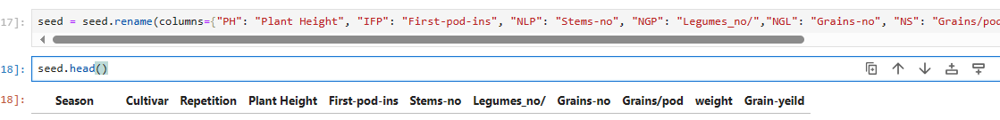 17]: seed = seed.rename(columns={"PH": "Plant Height", "IFP": "First-pod-ins", "NLP": "Stems-no", "NGP": "Legumes_no/","NGL": "Grains-no", "NS": "Grains/pod
18]: seed.head()
18]: Season Cultivar Repetition Plant Height First-pod-ins Stems-no Legumes_no/ Grains-no Grains/pod weight Grain-yeild